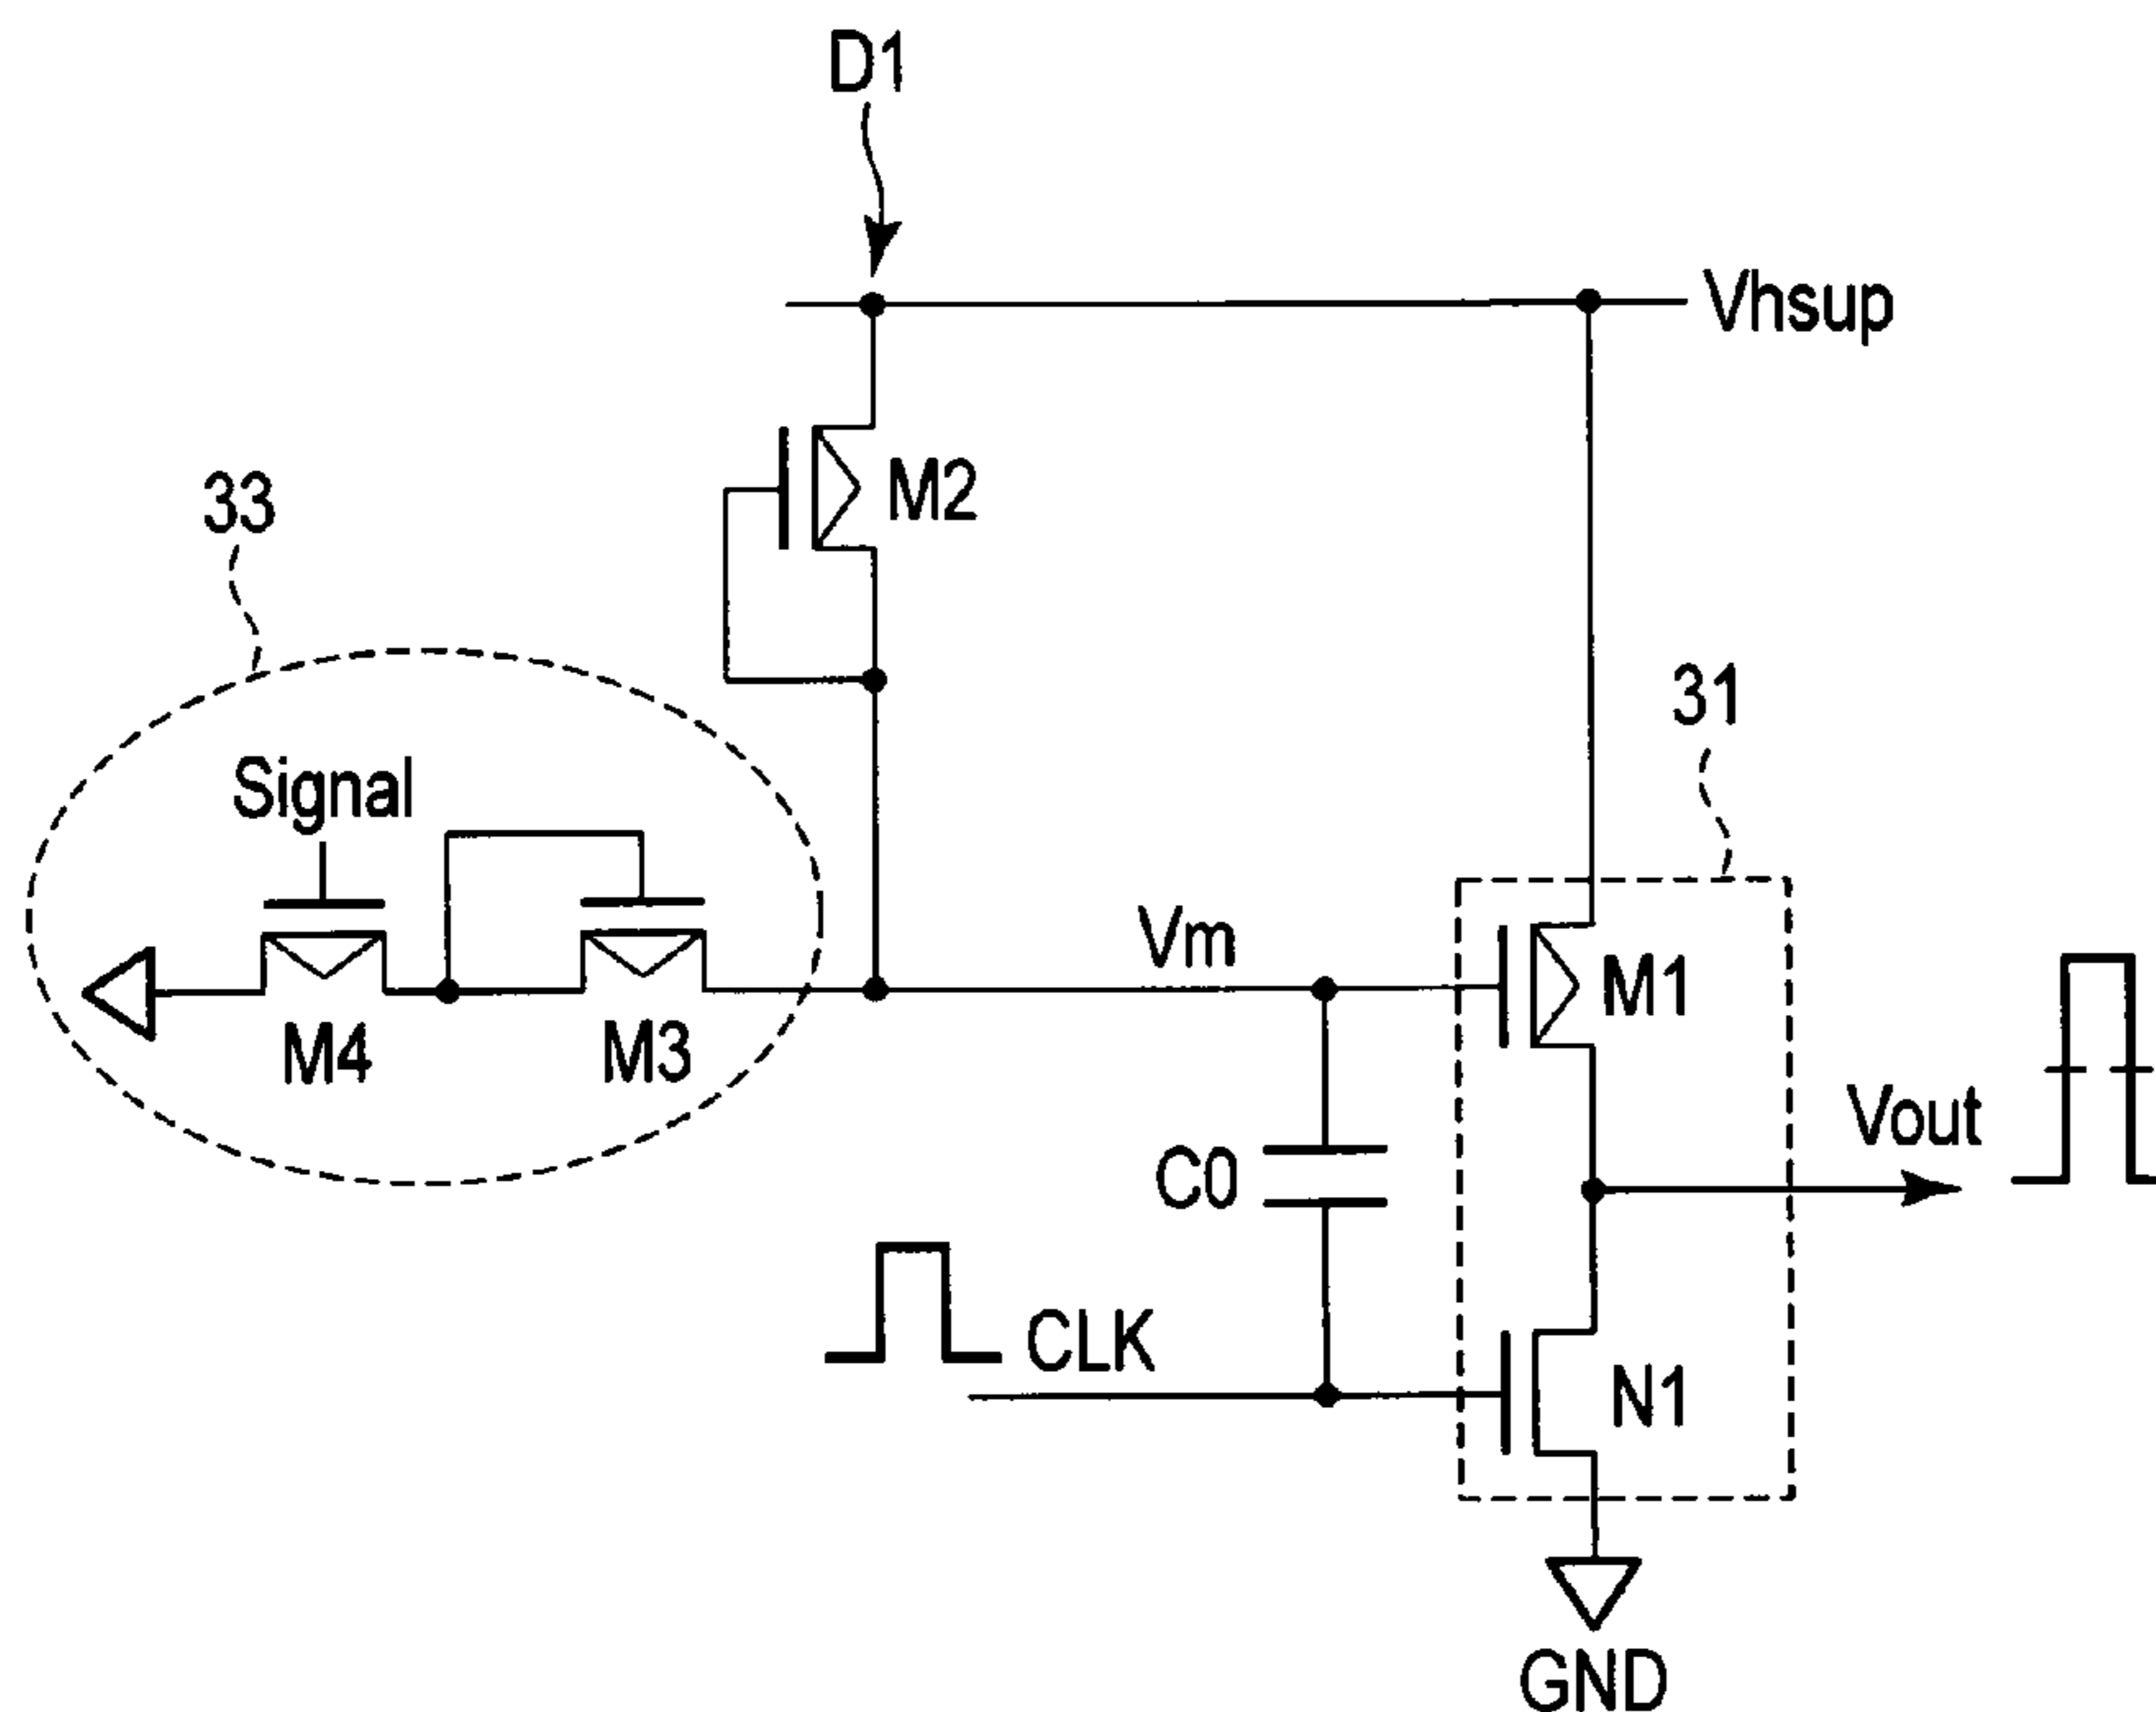 D1
Vhsup
M2
33
31
Signal
Vm
M1
M4
M3
Vout
C0
CLK
N1
GND